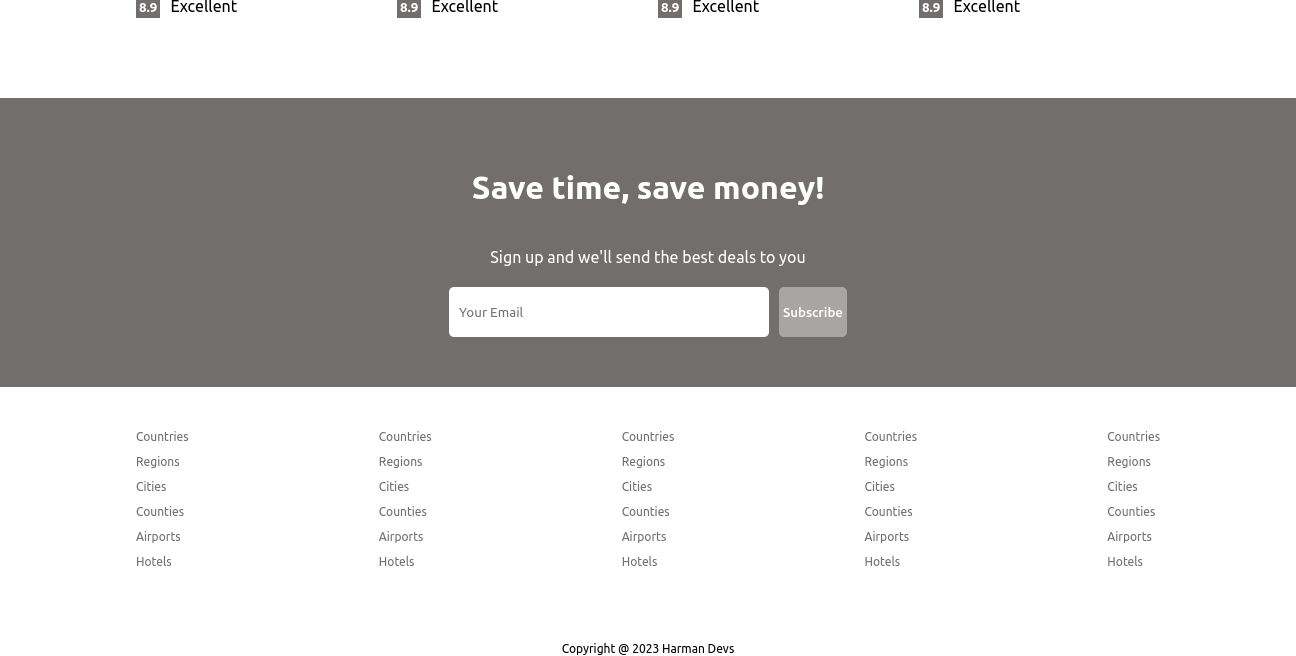 8.9 Excellent 8.9 Excellent 8.9 Excellent 8.9 Excellent
Save time, save money!
Sign up and we'll send the best deals to you
Your Email Subscribe
Countries Countries Countries Countries Countries
Regions Regions Regions Regions Regions
Cities Cities Cities Cities Cities
Counties Counties Counties Counties Counties
Airports Airports Airports Airports Airports
Hotels Hotels Hotels Hotels Hotels
Copyright @ 2023 Harman Devs